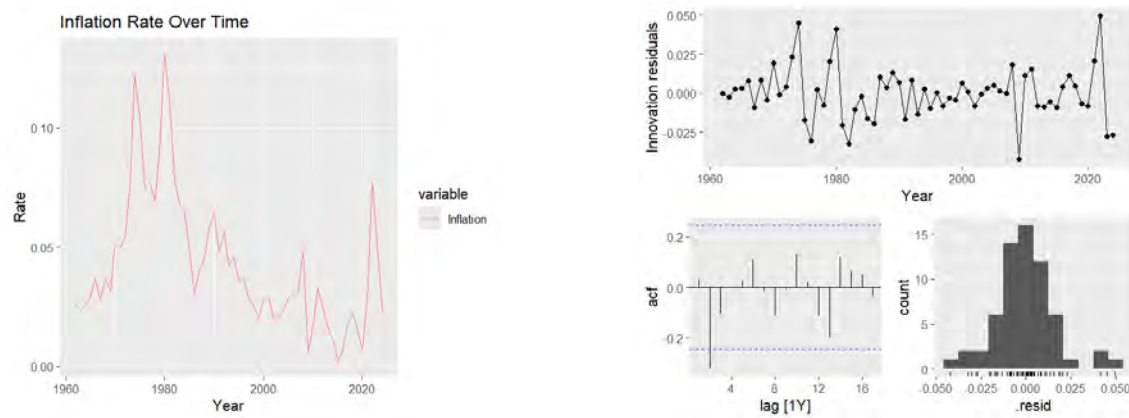 Inflation Rate Over Time
Rate
0.10
0.05
0.00
1960
1980
2000
2020
Year
variable
Inflation
Innovation residuals
0.050
0.025
0.000
-0.025
1960
1980
2000
2020
Year
acf
0.2
0.0
-0.2
4
8
12
16
lag [1Y]
count
15
10
5
0
-0.050
-0.025
0.000
0.025
0.050
.resid